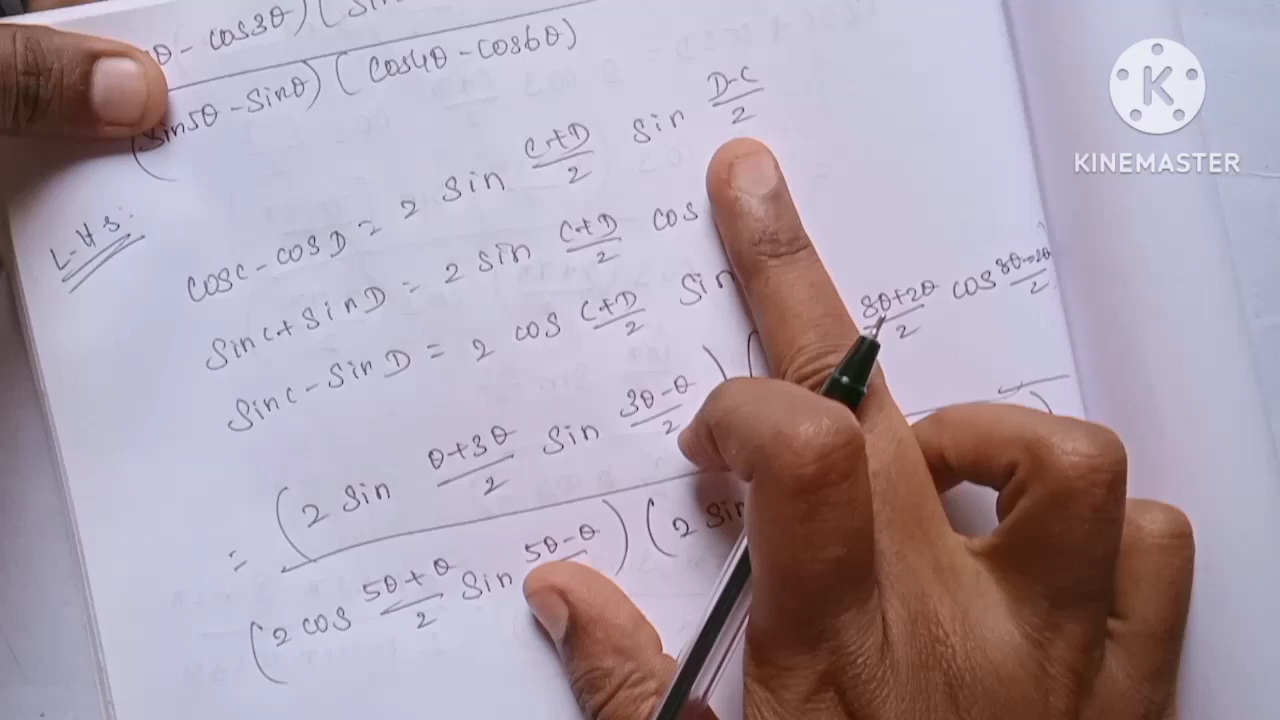 θ - cos3θ) (Sin
(Sin5θ - Sinθ) (cos4θ - cos6θ)
L.H.S:
cosC - cosD = 2 Sin C+D/2 Sin D-C/2
SinC + SinD = 2 Sin C+D/2 cos
SinC - SinD = 2 cos C+D/2 Sin
= (2 Sin θ+3θ/2 Sin 3θ-θ/2) ( 8θ+2θ/2 cos 8θ-2θ/2
(2 cos 5θ+θ/2 Sin 5θ-θ) (2 Sin )
K
KINEMASTER